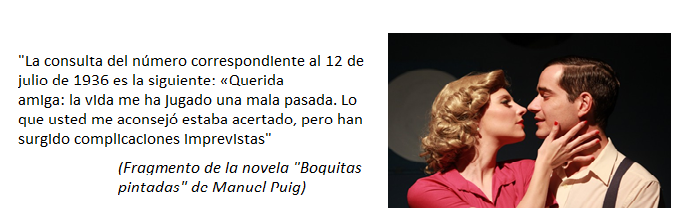 "La consulta del número correspondiente al 12 de
julio de 1936 es la siguiente: «Querida
amiga: la vida me ha jugado una mala pasada. Lo
que usted me aconsejó estaba acertado, pero han
surgido complicaciones imprevistas"
(Fragmento de la novela "Boquitas
pintadas" de Manuel Puig)